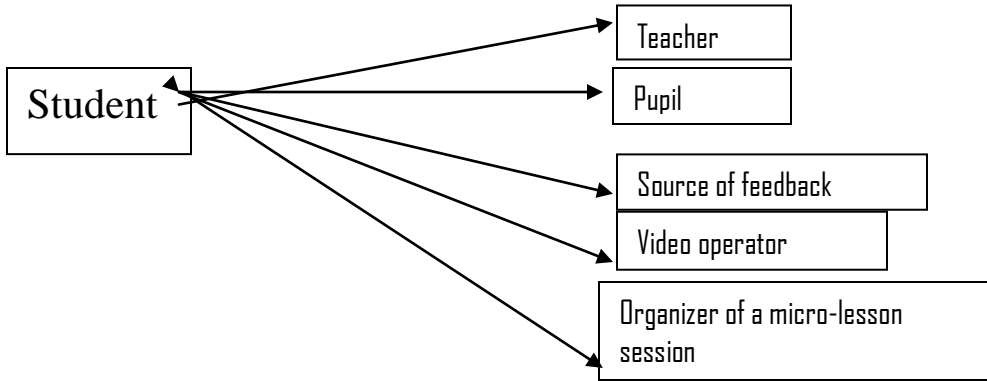 Student
Teacher
Pupil
Source of feedback
Video operator
Organizer of a micro-lesson
session